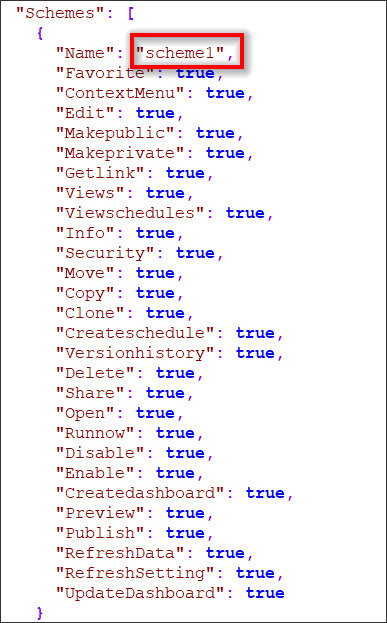 "Schemes": [
{
"Name": "scheme1",
"Favorite": true,
"ContextMenu": true,
"Edit": true,
"Makepublic": true,
"Makeprivate": true,
"Getlink": true,
"Views": true,
"Viewschedules": true,
"Info": true,
"Security": true,
"Move": true,
"Copy": true,
"Clone": true,
"Createschedule": true,
"Versionhistory": true,
"Delete": true,
"Share": true,
"Open": true,
"Runnow": true,
"Disable": true,
"Enable": true,
"Createdashboard": true,
"Preview": true,
"Publish": true,
"RefreshData": true,
"RefreshSetting": true,
"UpdateDashboard": true
}